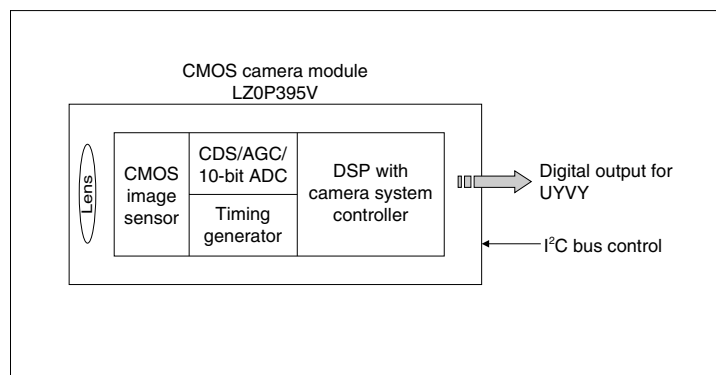 CMOS camera module
LZ0P395V
Lens
CMOS
image
sensor
CDS/AGC/
10-bit ADC
Timing
generator
DSP with
camera system
controller
Digital output for
UYVY
I²C bus control